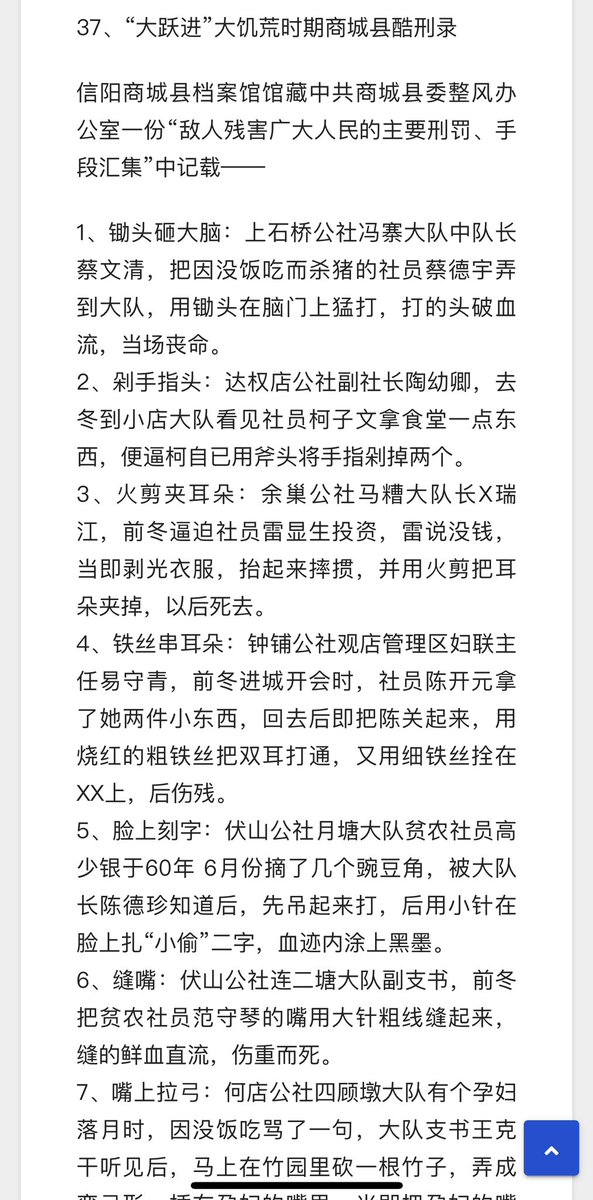 37、“大跃进”大饥荒时期商城县酷刑录
信阳商城县档案馆馆藏中共商城县委整风办
公室一份“敌人残害广大人民的主要刑罚、手
段汇集”中记载——
1、锄头砸大脑：上石桥公社冯寨大队中队长
蔡文清，把因没饭吃而杀猪的社员蔡德宇弄
到大队，用锄头在脑门上猛打，打的头破血
流，当场丧命。
2、剁手指头：达权店公社副社长陶幼卿，去
冬到小店大队看见社员柯子文拿食堂一点东
西，便逼柯自已用斧头将手指剁掉两个。
3、火剪夹耳朵：余巢公社马糟大队长X瑞
江，前冬逼迫社员雷显生投资，雷说没钱，
当即剥光衣服，抬起来摔掼，并用火剪把耳
朵夹掉，以后死去。
4、铁丝串耳朵：钟铺公社观店管理区妇联主
任易守青，前冬进城开会时，社员陈开元拿
了她两件小东西，回去后即把陈关起来，用
烧红的粗铁丝把双耳打通，又用细铁丝拴在
XX上，后伤残。
5、脸上刻字：伏山公社月塘大队贫农社员高
少银于60年 6月份摘了几个豌豆角，被大队
长陈德珍知道后，先吊起来打，后用小针在
脸上扎“小偷”二字，血迹内涂上黑墨。
6、缝嘴：伏山公社连二塘大队副支书，前冬
把贫农社员范守琴的嘴用大针粗线缝起来，
缝的鲜血直流，伤重而死。
7、嘴上拉弓：何店公社四顾墩大队有个孕妇
落月时，因没饭吃骂了一句，大队支书王克
干听见后，马上在竹园里砍一根竹子，弄成